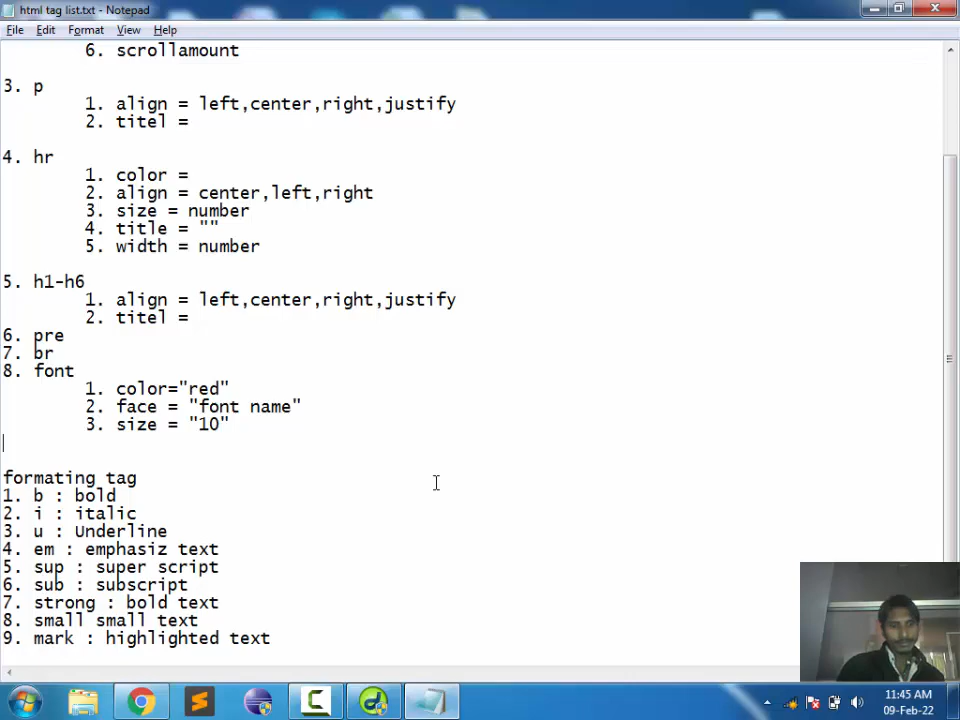 html tag list.txt - Notepad
File Edit Format View Help
6. scrollamount
3. p
1. align = left,center,right,justify
2. titel =
4. hr
1. color =
2. align = center,left,right
3. size = number
4. title = ""
5. width = number
5. h1-h6
1. align = left,center,right,justify
2. titel =
6. pre
7. br
8. font
1. color="red"
2. face = "font name"
3. size = "10"
formating tag
1. b : bold
2. i : italic
3. u : Underline
4. em : emphasiz text
5. sup : super script
6. sub : subscript
7. strong : bold text
8. small small text
9. mark : highlighted text
11:45 AM
09-Feb-22